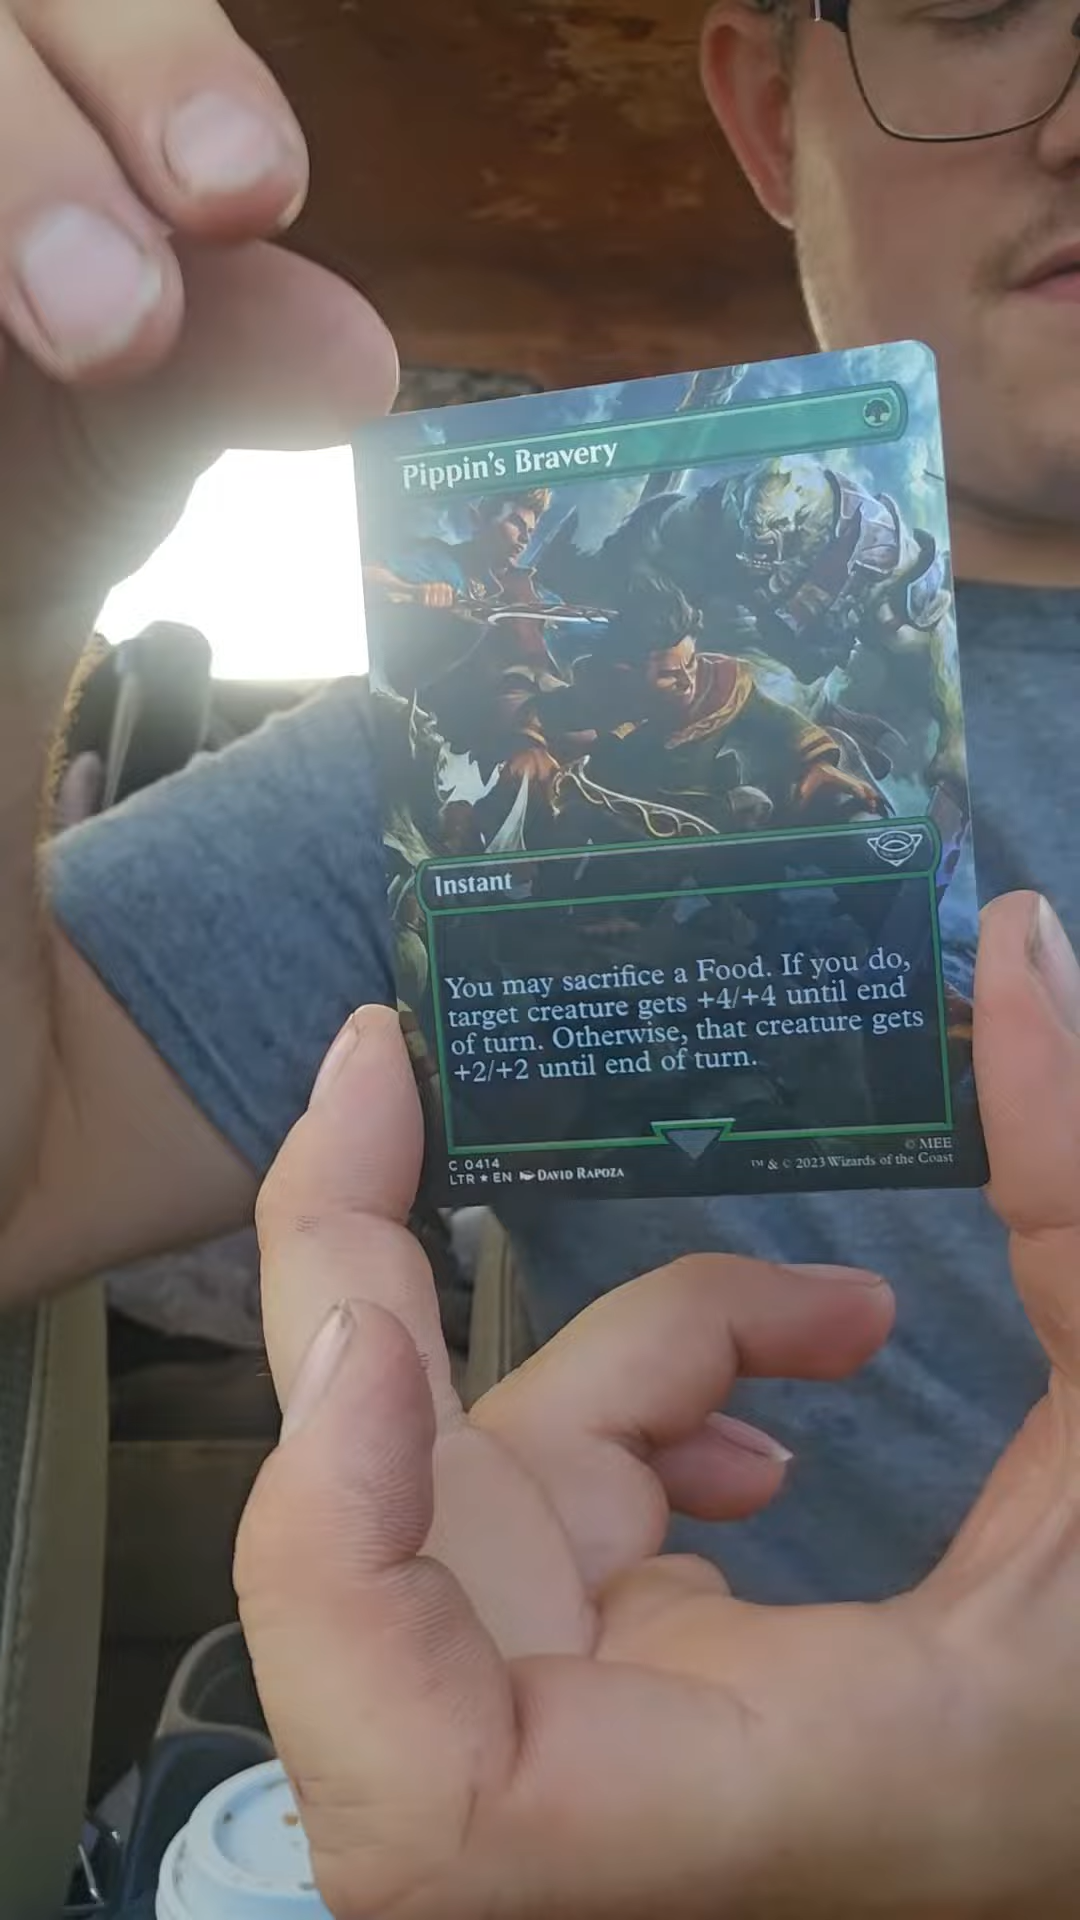 Pippin's Bravery
Instant
You may sacrifice a Food. If you do,
target creature gets +4/+4 until end
of turn. Otherwise, that creature gets
+2/+2 until end of turn.
C 0414
LTR ★ EN DAVID RAPOZA
© MEE
™ & © 2023 Wizards of the Coast